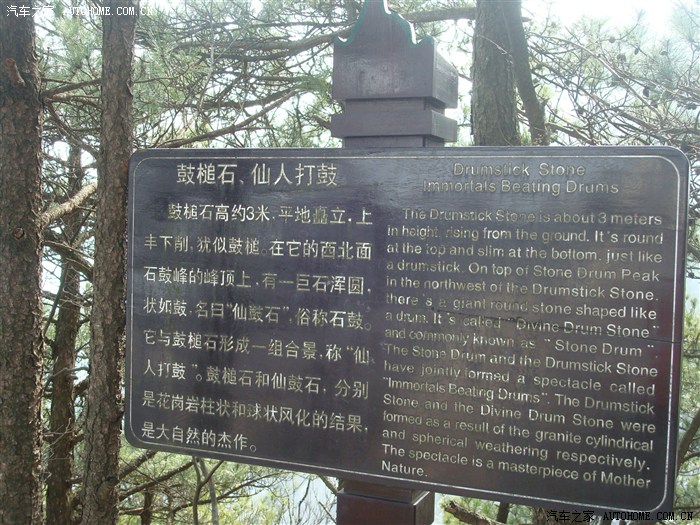 汽车之家 AUTOHOME.COM.CN
鼓槌石、仙人打鼓
鼓槌石高约3米，平地矗立，上
丰下削，犹似鼓槌。在它的西北面
石鼓峰的峰顶上，有一巨石浑圆，
状如鼓，名曰“仙鼓石”，俗称石鼓。
它与鼓槌石形成一组合景，称“仙
人打鼓”。鼓槌石和仙鼓石，分别
是花岗岩柱状和球状风化的结果，
是大自然的杰作。
Drumstick Stone
Immortals Beating Drums
The Drumstick Stone is about 3 meters
in height, rising from the ground. It's round
at the top and slim at the bottom, just like
a drumstick. On top of Stone Drum Peak
in the northwest of the Drumstick Stone,
there's a giant round stone shaped like
a drum. It's called "Divine Drum Stone"
and commonly known as "Stone Drum".
The Stone Drum and the Drumstick Stone
have jointly formed a spectacle called
"Immortals Beating Drums". The Drumstick
Stone and the Divine Drum Stone were
formed as a result of the granite cylindrical
and spherical weathering respectively.
The spectacle is a masterpiece of Mother
Nature.
汽车之家 AUTOHOME.COM.CN